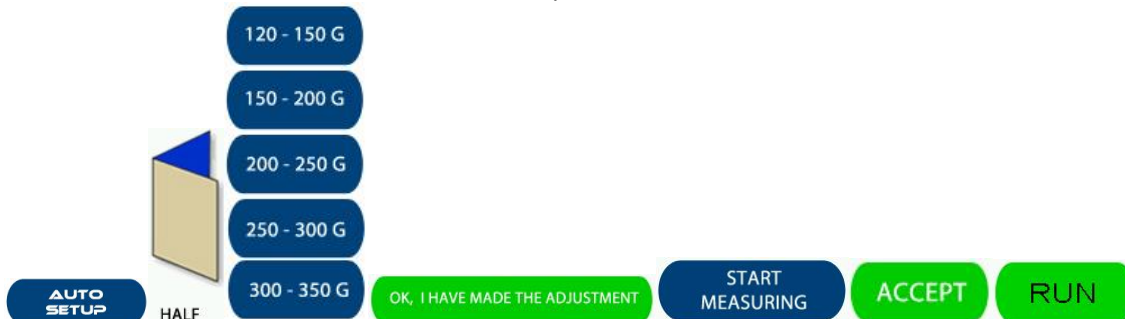 120 - 150 G
150 - 200 G
200 - 250 G
250 - 300 G
300 - 350 G
AUTO
SETUP
HALF
OK, I HAVE MADE THE ADJUSTMENT
START
MEASURING
ACCEPT
RUN